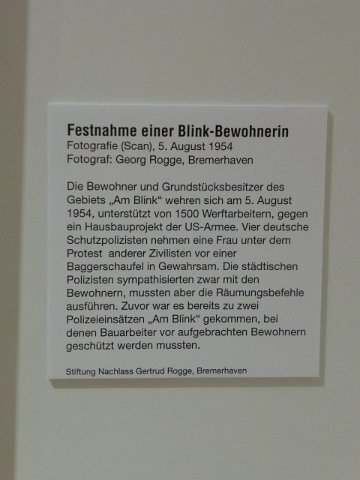 Festnahme einer Blink-Bewohnerin
Fotografie (Scan), 5. August 1954
Fotograf: Georg Rogge, Bremerhaven
Die Bewohner und Grundstücksbesitzer des
Gebiets „Am Blink“ wehren sich am 5. August
1954, unterstützt von 1500 Werftarbeitern, gegen
ein Hausbauprojekt der US-Armee. Vier deutsche
Schutzpolizisten nehmen eine Frau unter dem
Protest anderer Zivilisten vor einer
Baggerschaufel in Gewahrsam. Die städtischen
Polizisten sympathisierten zwar mit den
Bewohnern, mussten aber die Räumungsbefehle
ausführen. Zuvor war es bereits zu zwei
Polizeieinsätzen „Am Blink“ gekommen, bei
denen Bauarbeiter vor aufgebrachten Bewohnern
geschützt werden mussten.
Stiftung Nachlass Gertrud Rogge, Bremerhaven